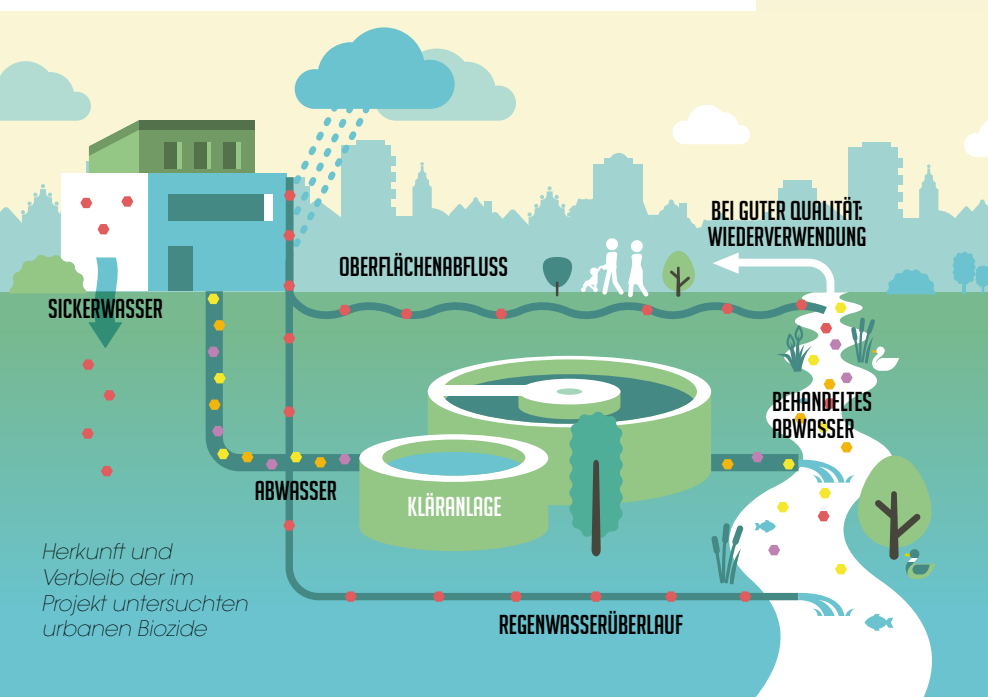 BEI GUTER QUALITÄT:
WIEDERVERWENDUNG
OBERFLÄCHENABFLUSS
SICKERWASSER
BEHANDELTES
ABWASSER
ABWASSER
KLÄRANLAGE
Herkunft und
Verbleib der im
Projekt untersuchten
urbanen Biozide
REGENWASSERÜBERLAUF